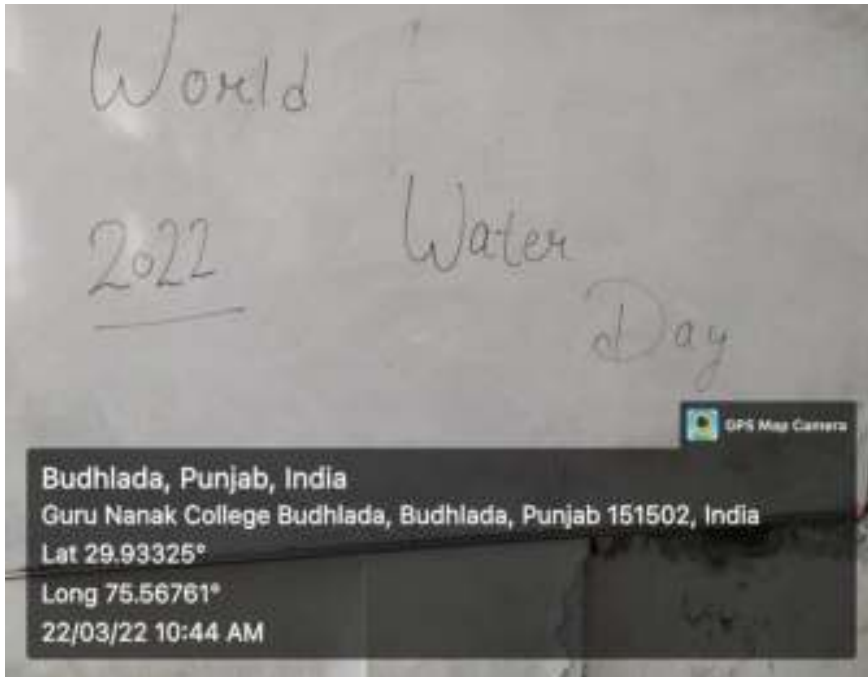 World
2022
Water
Day
GPS Map Camera
Budhlada, Punjab, India
Guru Nanak College Budhlada, Budhlada, Punjab 151502, India
Lat 29.93325°
Long 75.56761°
22/03/22 10:44 AM